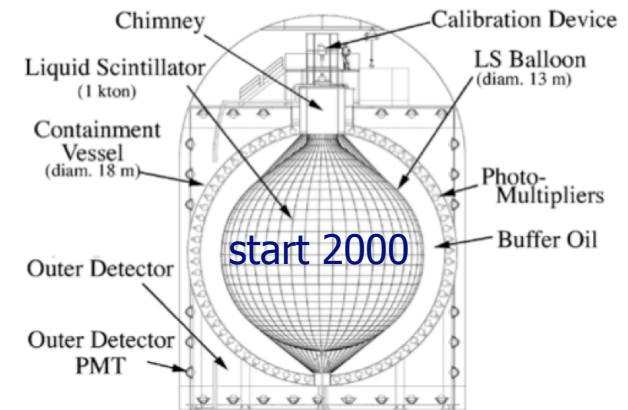 Chimney
Calibration Device
Liquid Scintillator
(1 kton)
LS Balloon
(diam. 13 m)
Containment
Vessel
(diam. 18 m)
Photo-
Multipliers
start 2000
Buffer Oil
Outer Detector
Outer Detector
PMT